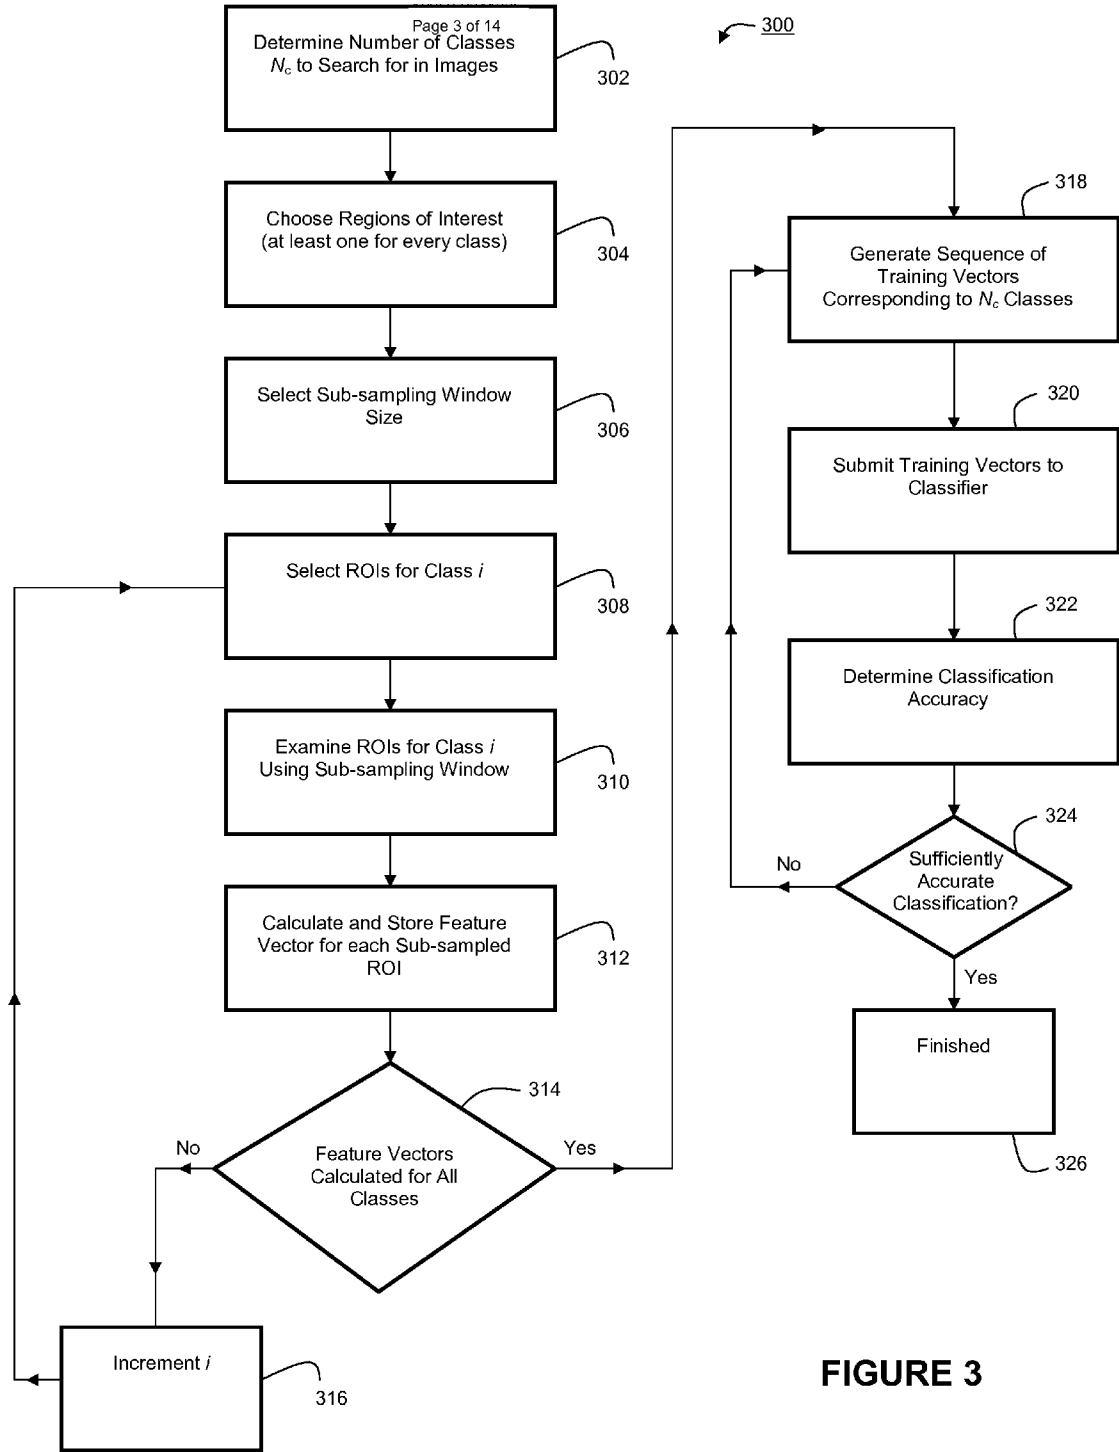 Page 3 of 14
300
Determine Number of Classes
Nc to Search for in Images
302
Choose Regions of Interest
(at least one for every class)
304
Select Sub-sampling Window
Size
306
Select ROIs for Class i
308
Examine ROIs for Class i
Using Sub-sampling Window
310
Calculate and Store Feature
Vector for each Sub-sampled
ROI
312
314
Feature Vectors
Calculated for All
Classes
No
Yes
Increment i
316
318
Generate Sequence of
Training Vectors
Corresponding to Nc Classes
320
Submit Training Vectors to
Classifier
322
Determine Classification
Accuracy
324
Sufficiently
Accurate
Classification?
No
Yes
Finished
326
FIGURE 3